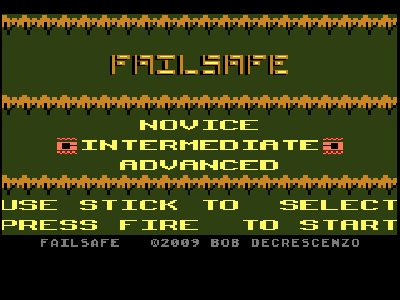 FAILSAFE
NOVICE
INTERMEDIATE
ADVANCED
USE STICK TO SELECT
PRESS FIRE TO START
FAILSAFE ©2009 BOB DECRESCENZO